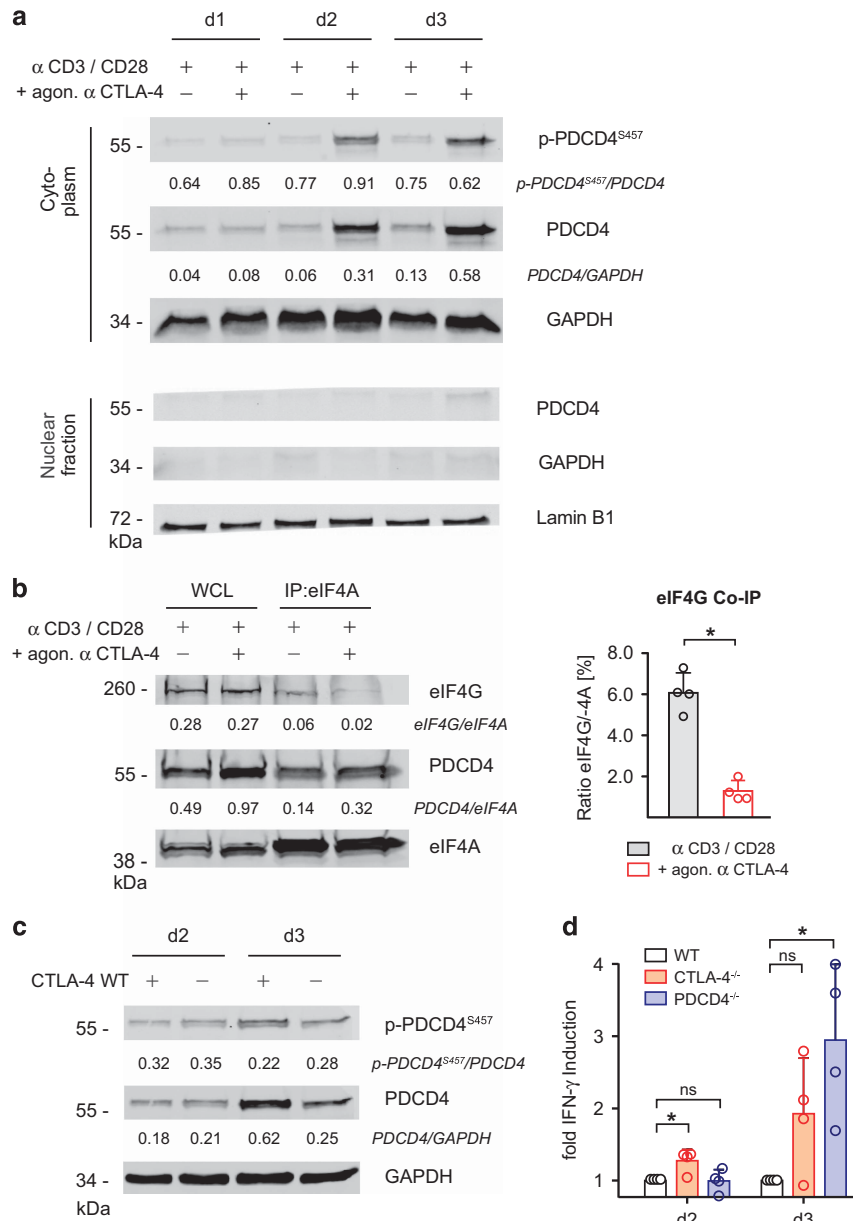 a
d1 d2 d3
α CD3 / CD28 + + + + + +
+ agon. α CTLA-4 − + − + − +
Cyto-
plasm
55 - p-PDCD4S457
0.64 0.85 0.77 0.91 0.75 0.62 p-PDCD4S457/PDCD4
55 - PDCD4
0.04 0.08 0.06 0.31 0.13 0.58 PDCD4/GAPDH
34 - GAPDH
Nuclear
fraction
55 - PDCD4
34 - GAPDH
72 - Lamin B1
kDa
b
WCL IP:eIF4A
α CD3 / CD28 + + + +
+ agon. α CTLA-4 − + − +
260 - eIF4G
0.28 0.27 0.06 0.02 eIF4G/eIF4A
55 - PDCD4
0.49 0.97 0.14 0.32 PDCD4/eIF4A
38 - eIF4A
kDa
eIF4G Co-IP
*
Ratio eIF4G/-4A [%]
8.0
6.0
4.0
2.0
α CD3 / CD28
+ agon. α CTLA-4
c
d2 d3
CTLA-4 WT + − + −
55 - p-PDCD4S457
0.32 0.35 0.22 0.28 p-PDCD4S457/PDCD4
55 - PDCD4
0.18 0.21 0.62 0.25 PDCD4/GAPDH
34 - GAPDH
kDa
d
WT
CTLA-4-/-
PDCD4-/-
fold IFN-γ Induction
4
3
2
1
ns
*
*
ns
d2 d3